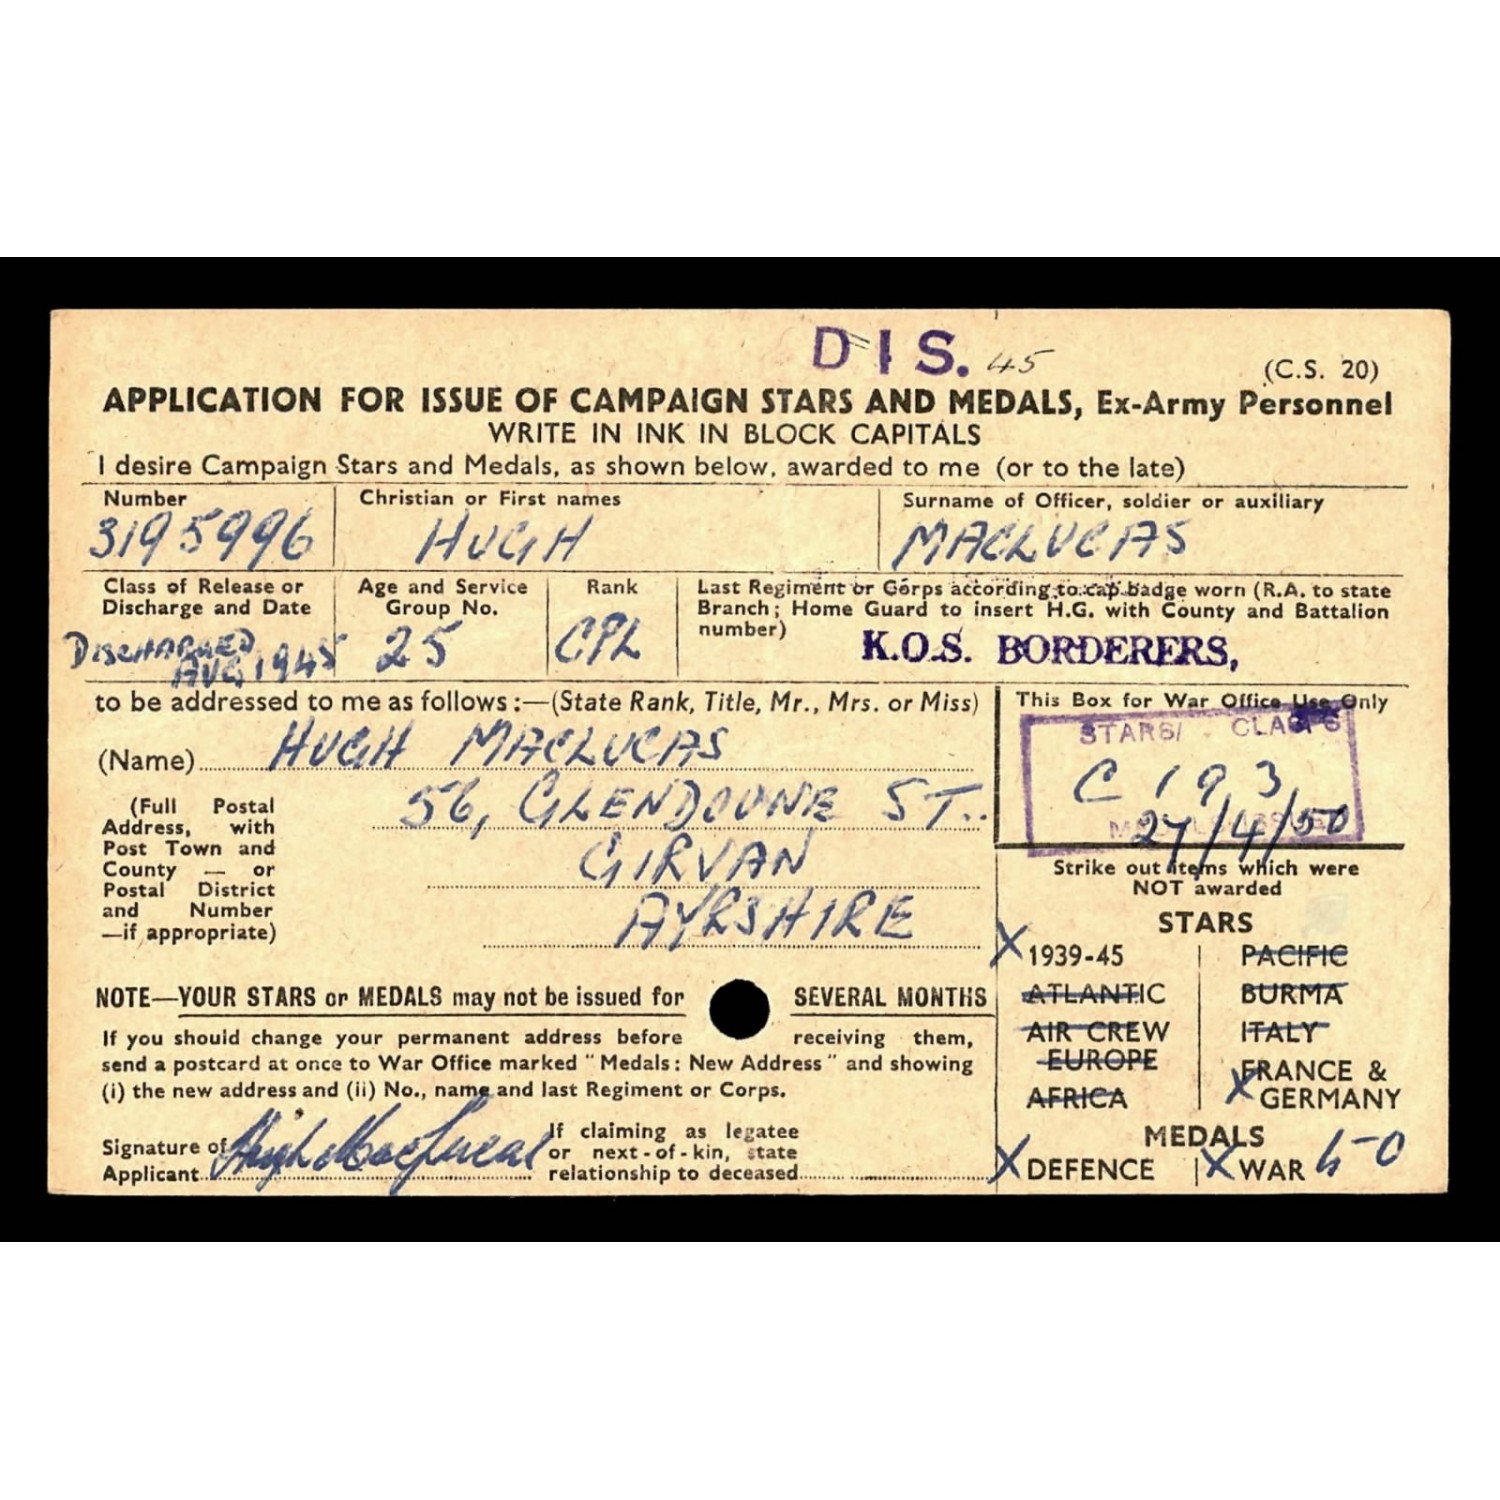 DIS. 45
(C.S. 20)
APPLICATION FOR ISSUE OF CAMPAIGN STARS AND MEDALS, Ex-Army Personnel
WRITE IN INK IN BLOCK CAPITALS
I desire Campaign Stars and Medals, as shown below, awarded to me (or to the late)
Number
3195996
Christian or First names
HUGH
Surname of Officer, soldier or auxiliary
MACLUCAS
Class of Release or
Discharge and Date
DISCHARGED
AUG 1945
Age and Service
Group No.
25
Rank
CPL
Last Regiment or Corps according to cap badge worn (R.A. to state
Branch; Home Guard to insert H.G. with County and Battalion
number)
K.O.S. BORDERERS,
to be addressed to me as follows:—(State Rank, Title, Mr., Mrs. or Miss)
(Name) HUGH MACLUCAS
(Full Postal
Address, with
Post Town and
County — or
Postal District
and Number
—if appropriate)
56, GLENDOUNE ST.
GIRVAN
AYRSHIRE
This Box for War Office Use Only
STARS/ CLASPS
C 193
27/4/50
Strike out items which were
NOT awarded
STARS
X 1939-45
ATLANTIC
AIR CREW
EUROPE
AFRICA
PACIFIC
BURMA
ITALY
X FRANCE &
GERMANY
MEDALS
X DEFENCE
X WAR
NOTE—YOUR STARS or MEDALS may not be issued for SEVERAL MONTHS
If you should change your permanent address before receiving them,
send a postcard at once to War Office marked "Medals: New Address" and showing
(i) the new address and (ii) No., name and last Regiment or Corps.
Signature of
Applicant Hugh MacLucas
If claiming as legatee
or next-of-kin, state
relationship to deceased